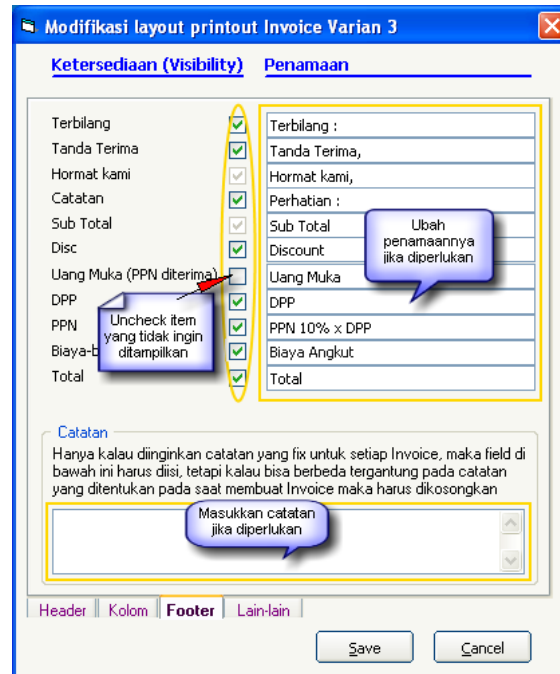 Modifikasi layout printout Invoice Varian 3
Ketersediaan (Visibility) Penamaan
Terbilang Terbilang :
Tanda Terima Tanda Terima,
Hormat kami Hormat kami,
Catatan Perhatian :
Sub Total Sub Total
Disc Discount
Uang Muka (PPN diterima) Uang Muka
DPP DPP
PPN PPN 10% x DPP
Biaya-b Biaya Angkut
Total Total
Ubah
penamaannya
jika diperlukan
Uncheck item
yang tidak ingin
ditampilkan
Catatan
Hanya kalau diinginkan catatan yang fix untuk setiap Invoice, maka field di
bawah ini harus diisi, tetapi kalau bisa berbeda tergantung pada catatan
yang ditentukan pada saat membuat Invoice maka harus dikosongkan
Masukkan catatan
jika diperlukan
Header Kolom Footer Lain-lain
Save Cancel